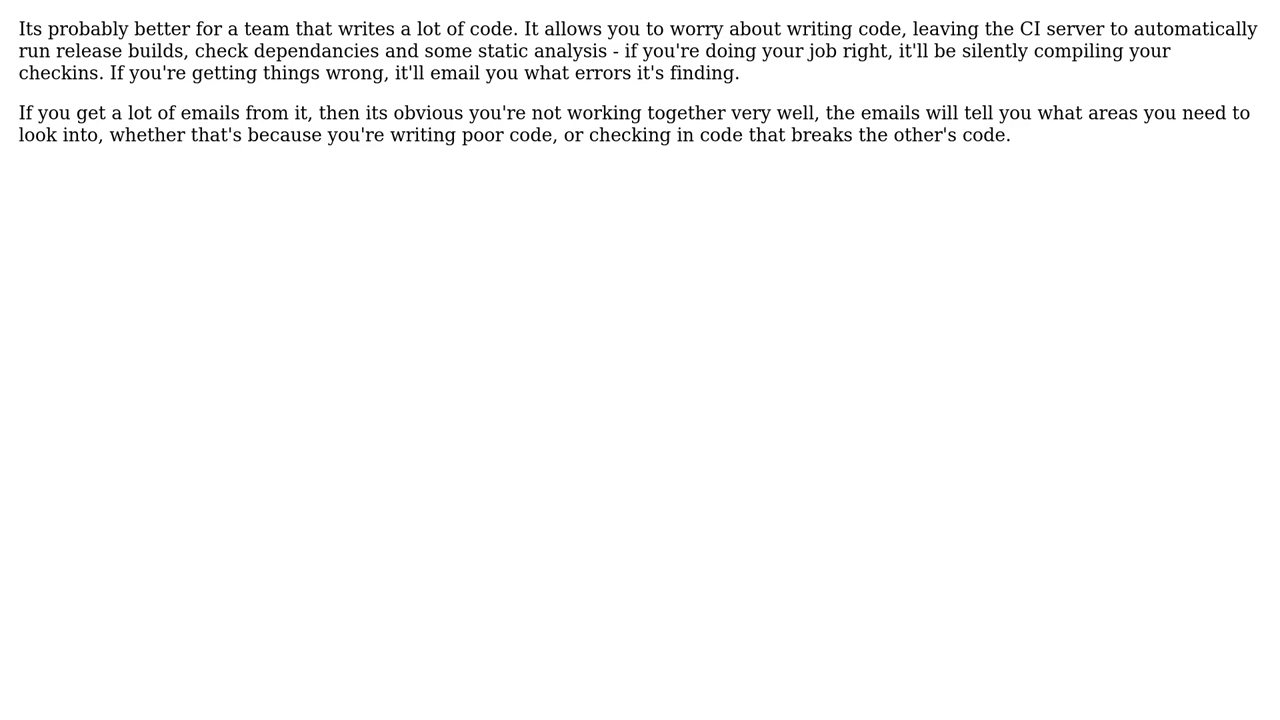 Its probably better for a team that writes a lot of code. It allows you to worry about writing code, leaving the CI server to automatically
run release builds, check dependancies and some static analysis - if you're doing your job right, it'll be silently compiling your
checkins. If you're getting things wrong, it'll email you what errors it's finding.
If you get a lot of emails from it, then its obvious you're not working together very well, the emails will tell you what areas you need to
look into, whether that's because you're writing poor code, or checking in code that breaks the other's code.